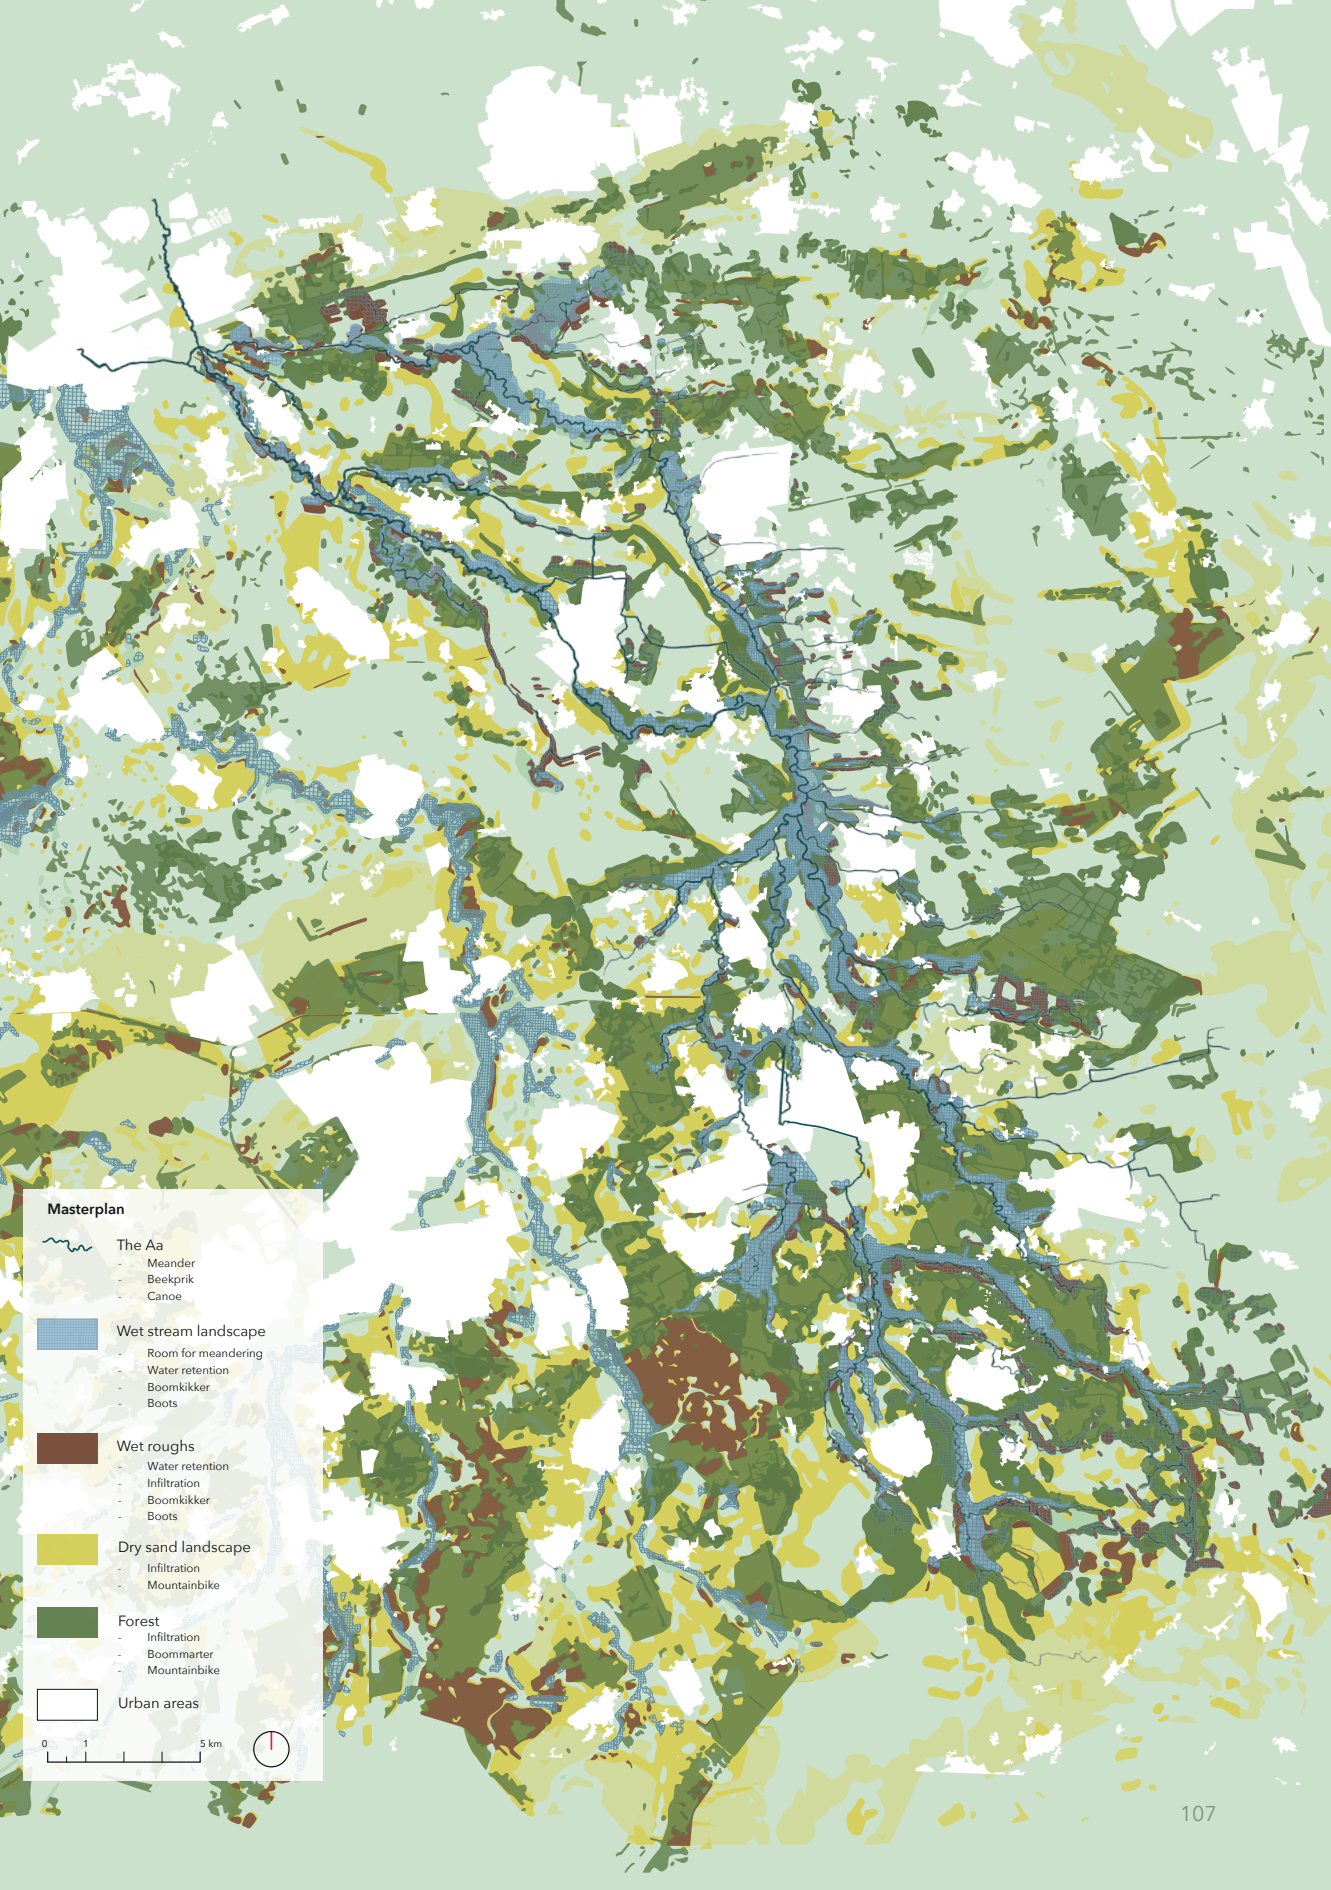 Masterplan
The Aa
- Meander
- Beekprik
- Canoe
Wet stream landscape
- Room for meandering
- Water retention
- Boomkikker
- Boots
Wet roughs
- Water retention
- Infiltration
- Boomkikker
- Boots
Dry sand landscape
- Infiltration
- Mountainbike
Forest
- Infiltration
- Boommarter
- Mountainbike
Urban areas
0 1 5 km
107